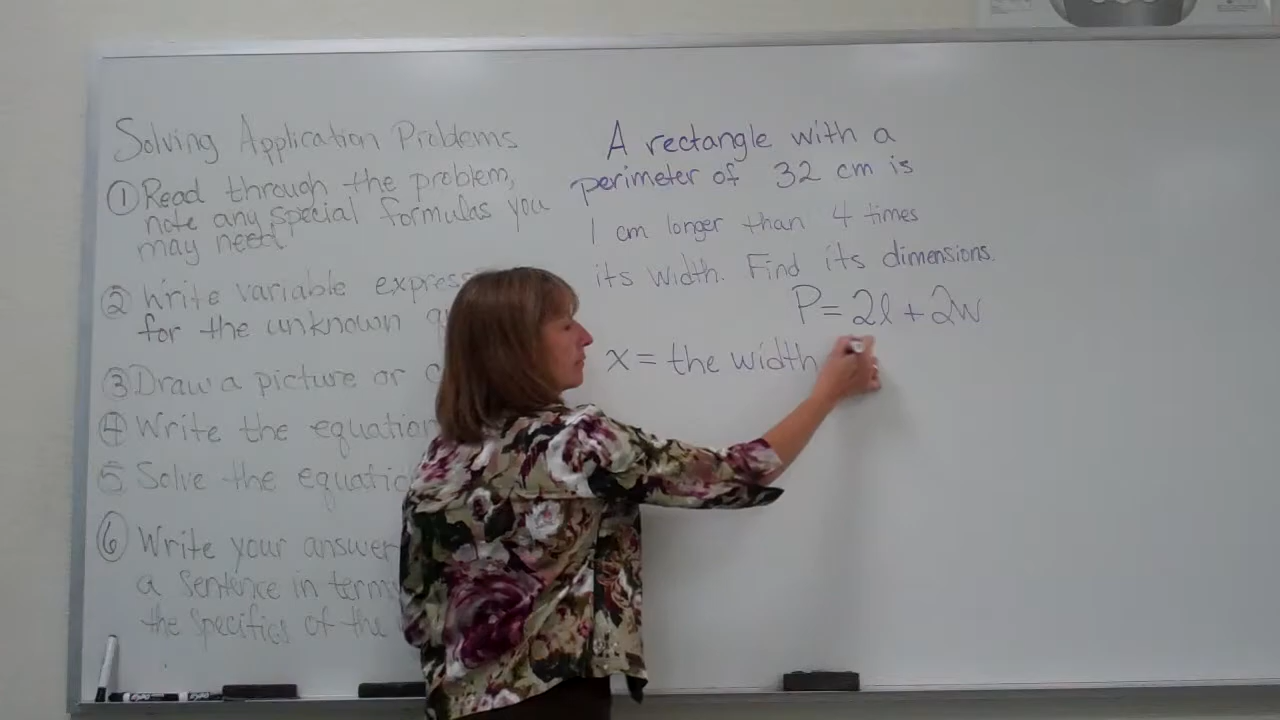 Solving Application Problems
① Read through the problem,
note any special formulas you
may need
② Write variable express
for the unknown
③ Draw a picture or
④ Write the equation
5 Solve the equatio
⑥ Write your answer
a sentence in terms
the specifics of the
A rectangle with a
perimeter of 32 cm is
1 cm longer than 4 times
its width. Find its dimensions.
P = 2l + 2w
x = the width
EXPO